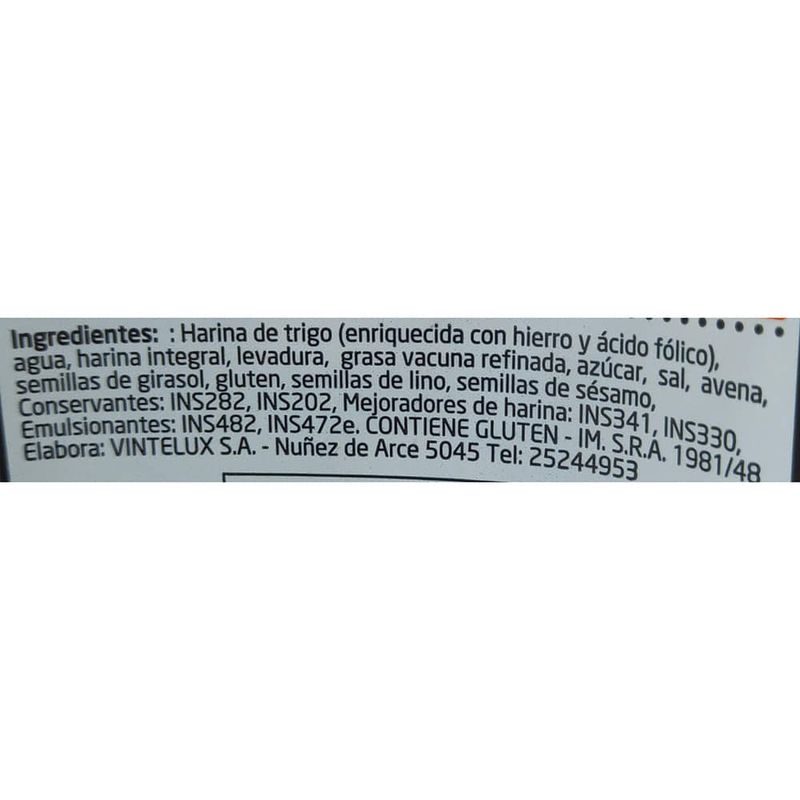 Ingredientes: : Harina de trigo (enriquecida con hierro y ácido fólico),
agua, harina integral, levadura, grasa vacuna refinada, azúcar, sal, avena,
semillas de girasol, gluten, semillas de lino, semillas de sésamo,
Conservantes: INS282, INS202, Mejoradores de harina: INS341, INS330,
Emulsionantes: INS482, INS472e. CONTIENE GLUTEN - IM. S.R.A. 1981/48
Elabora: VINTELUX S.A. - Nuñez de Arce 5045 Tel: 25244953